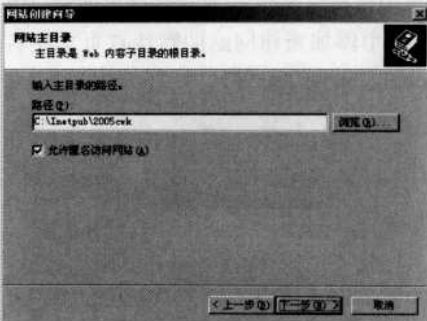 网站创建向导
网站主目录
主目录是 Web 内容子目录的根目录。
输入主目录的路径。
路径(P):
C:\Inetpub\2005cwk
浏览(R)...
允许匿名访问网站(A)
<上一步(B) 下一步(N)> 取消